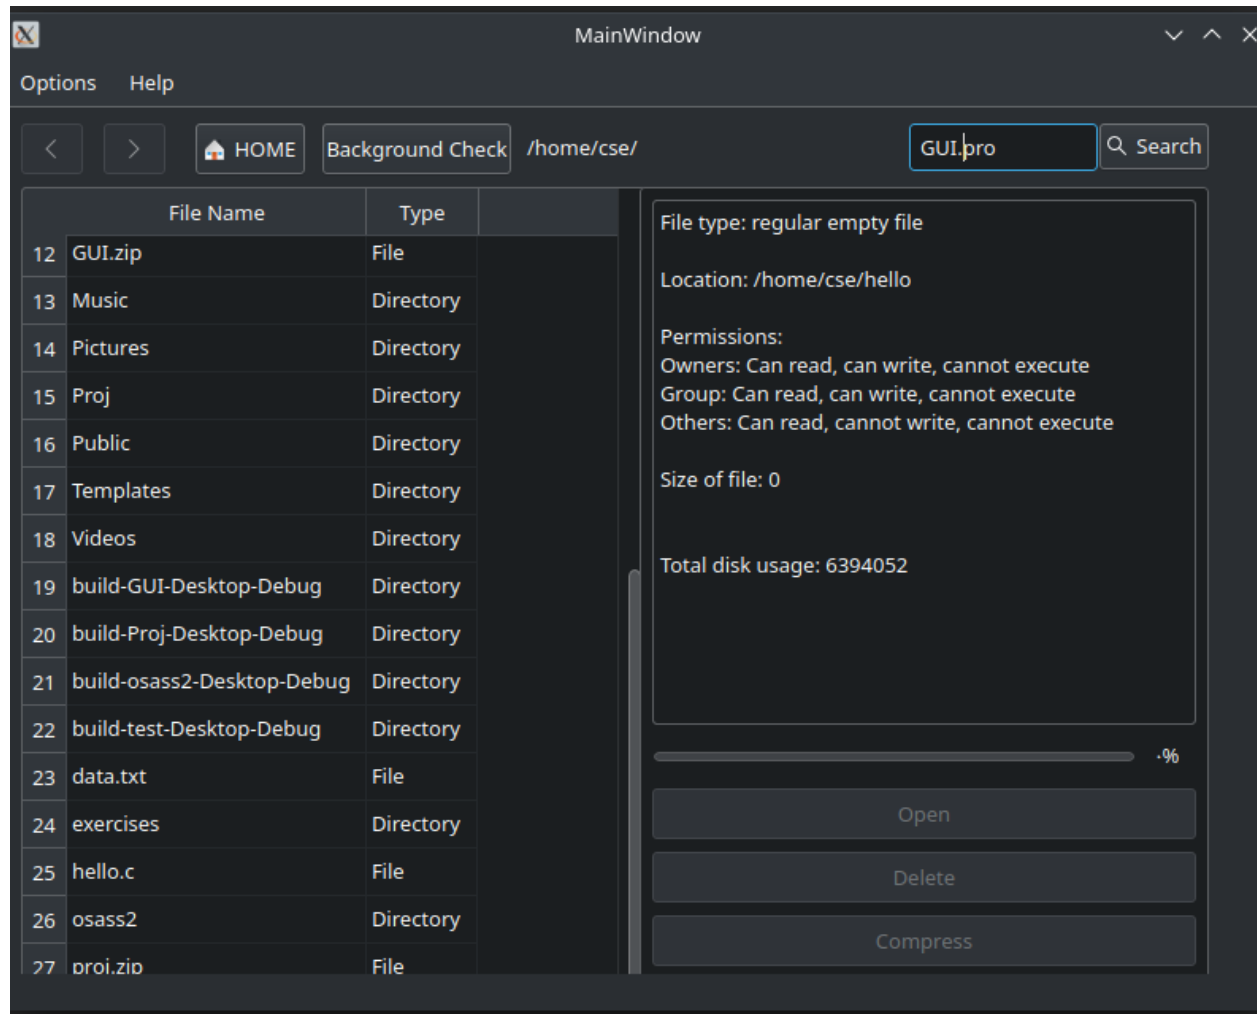 MainWindow
Options Help
HOME Background Check /home/cse/ GUI.pro Search
File Name Type
12 GUI.zip File
13 Music Directory
14 Pictures Directory
15 Proj Directory
16 Public Directory
17 Templates Directory
18 Videos Directory
19 build-GUI-Desktop-Debug Directory
20 build-Proj-Desktop-Debug Directory
21 build-osass2-Desktop-Debug Directory
22 build-test-Desktop-Debug Directory
23 data.txt File
24 exercises Directory
25 hello.c File
26 osass2 Directory
27 proj.zip File
File type: regular empty file
Location: /home/cse/hello
Permissions:
Owners: Can read, can write, cannot execute
Group: Can read, can write, cannot execute
Others: Can read, cannot write, cannot execute
Size of file: 0
Total disk usage: 6394052
·%
Open
Delete
Compress